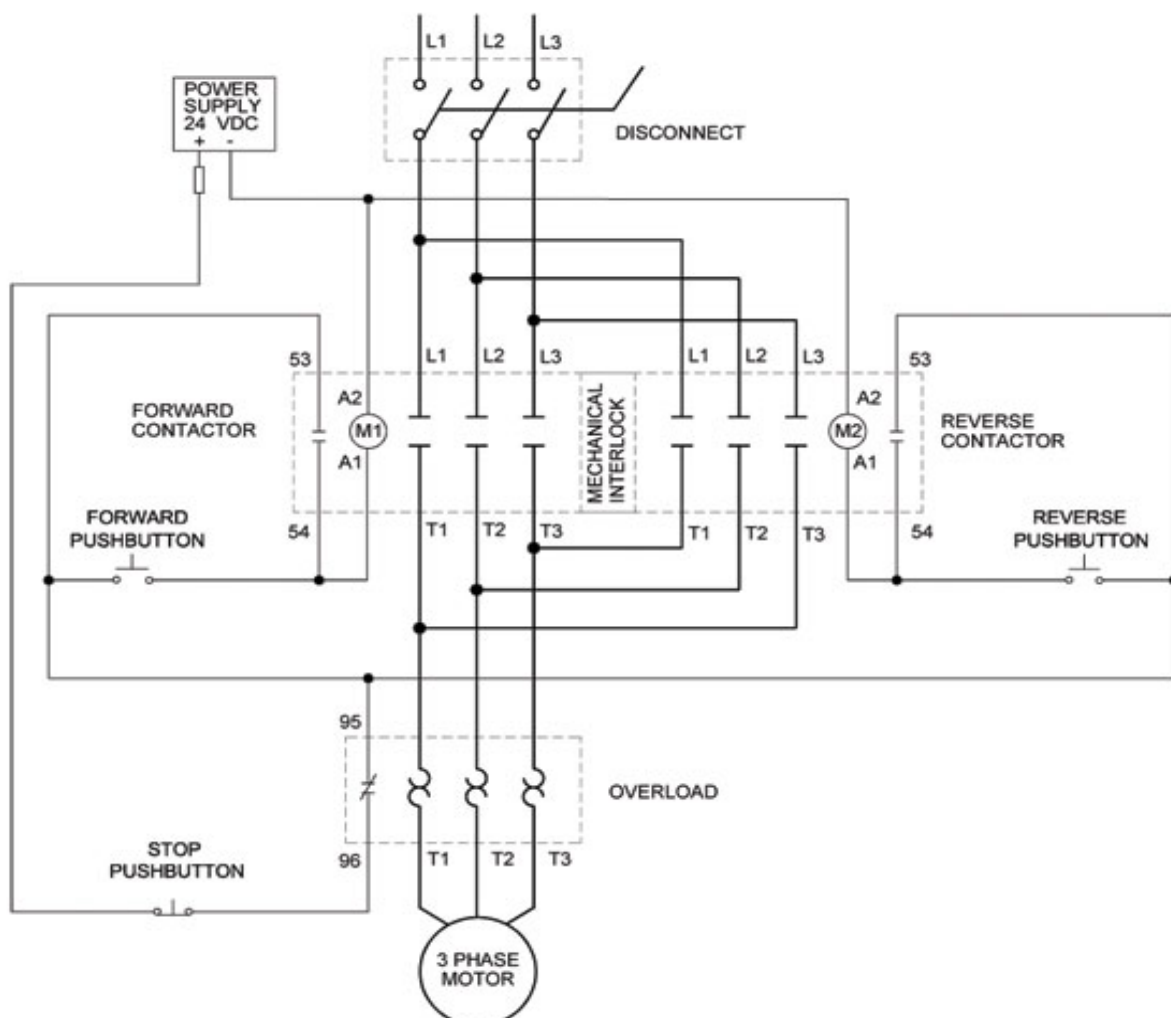 L1 L2 L3
POWER
SUPPLY
24 VDC
+ -
DISCONNECT
53 L1 L2 L3 L1 L2 L3 53
A2 A2
FORWARD
CONTACTOR
M1
MECHANICAL
INTERLOCK
M2
REVERSE
CONTACTOR
A1 A1
54 T1 T2 T3 T1 T2 T3 54
FORWARD
PUSHBUTTON
REVERSE
PUSHBUTTON
95
OVERLOAD
STOP
PUSHBUTTON
96 T1 T2 T3
3 PHASE
MOTOR